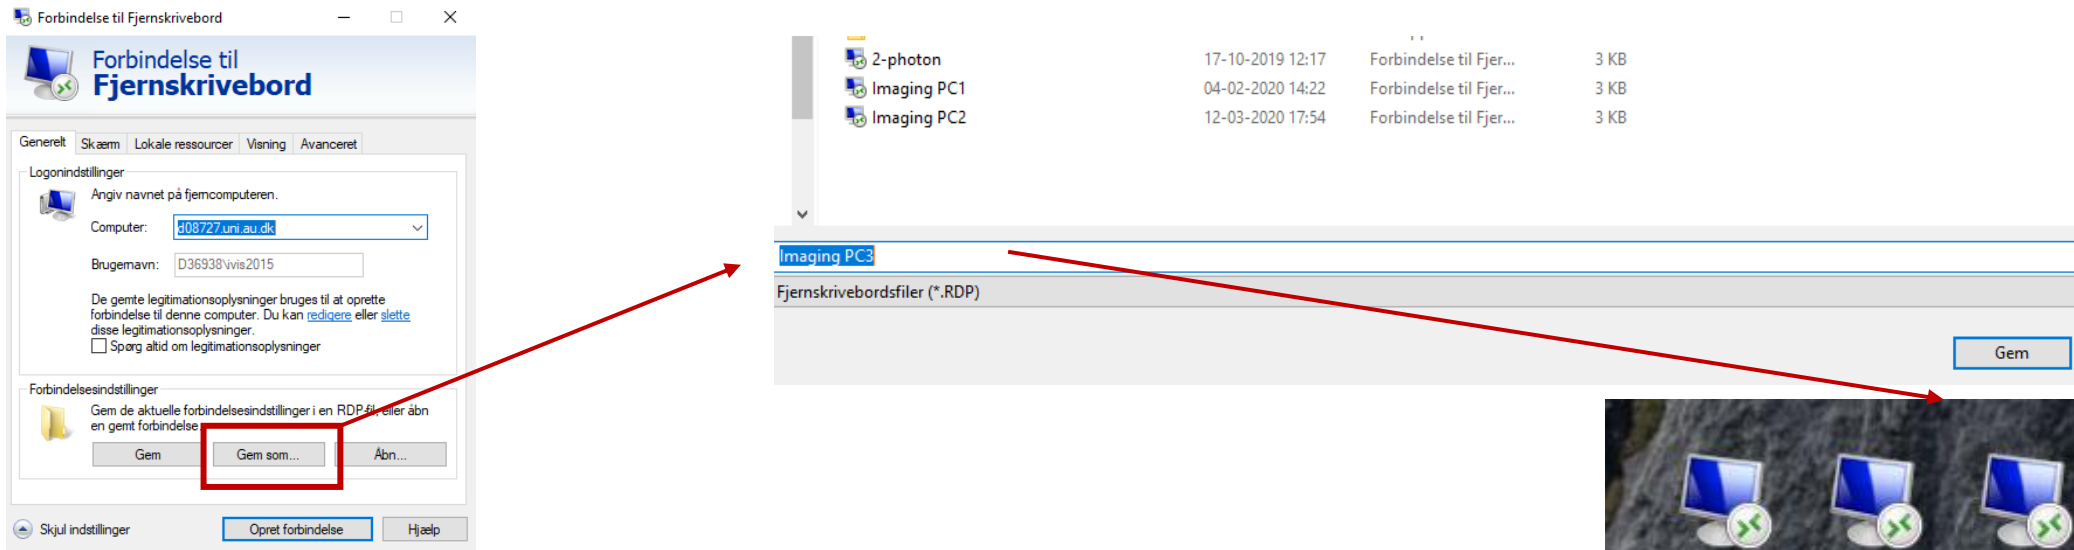 Forbindelse til Fjernskrivebord
Forbindelse til
Fjernskrivebord
Generelt Skærm Lokale ressourcer Visning Avanceret
Logonindstillinger
Angiv navnet på fjerncomputeren.
Computer: d08727.uni.au.dk
Brugernavn: D36938\ivis2015
De gemte legitimationsoplysninger bruges til at oprette
forbindelse til denne computer. Du kan redigere eller slette
disse legitimationsoplysninger.
Spørg altid om legitimationsoplysninger
Forbindelsesindstillinger
Gem de aktuelle forbindelsesindstillinger i en RDP-fil, eller åbn
en gemt forbindelse
Gem Gem som... Åbn...
Skjul indstillinger Opret forbindelse Hjælp
2-photon 17-10-2019 12:17 Forbindelse til Fjer... 3 KB
Imaging PC1 04-02-2020 14:22 Forbindelse til Fjer... 3 KB
Imaging PC2 12-03-2020 17:54 Forbindelse til Fjer... 3 KB
Imaging PC3
Fjernskrivebordsfiler (*.RDP)
Gem